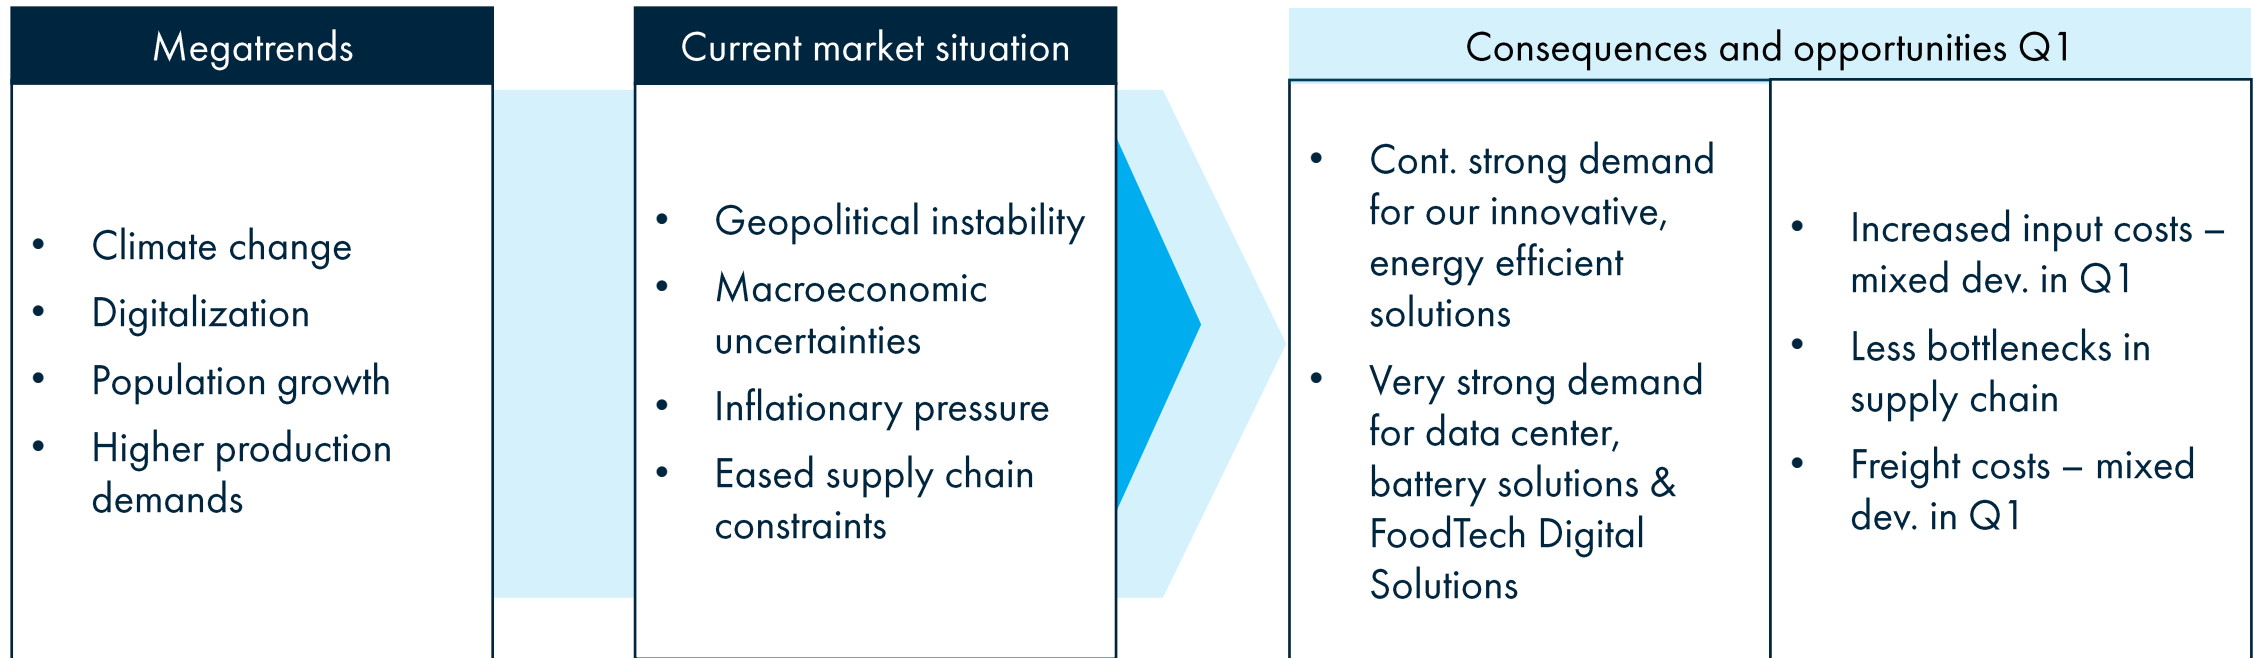 Megatrends
• Climate change
• Digitalization
• Population growth
• Higher production
demands
Current market situation
• Geopolitical instability
• Macroeconomic
uncertainties
• Inflationary pressure
• Eased supply chain
constraints
Consequences and opportunities Q1
• Cont. strong demand
for our innovative,
energy efficient
solutions
• Very strong demand
for data center,
battery solutions &
FoodTech Digital
Solutions
• Increased input costs –
mixed dev. in Q1
• Less bottlenecks in
supply chain
• Freight costs – mixed
dev. in Q1